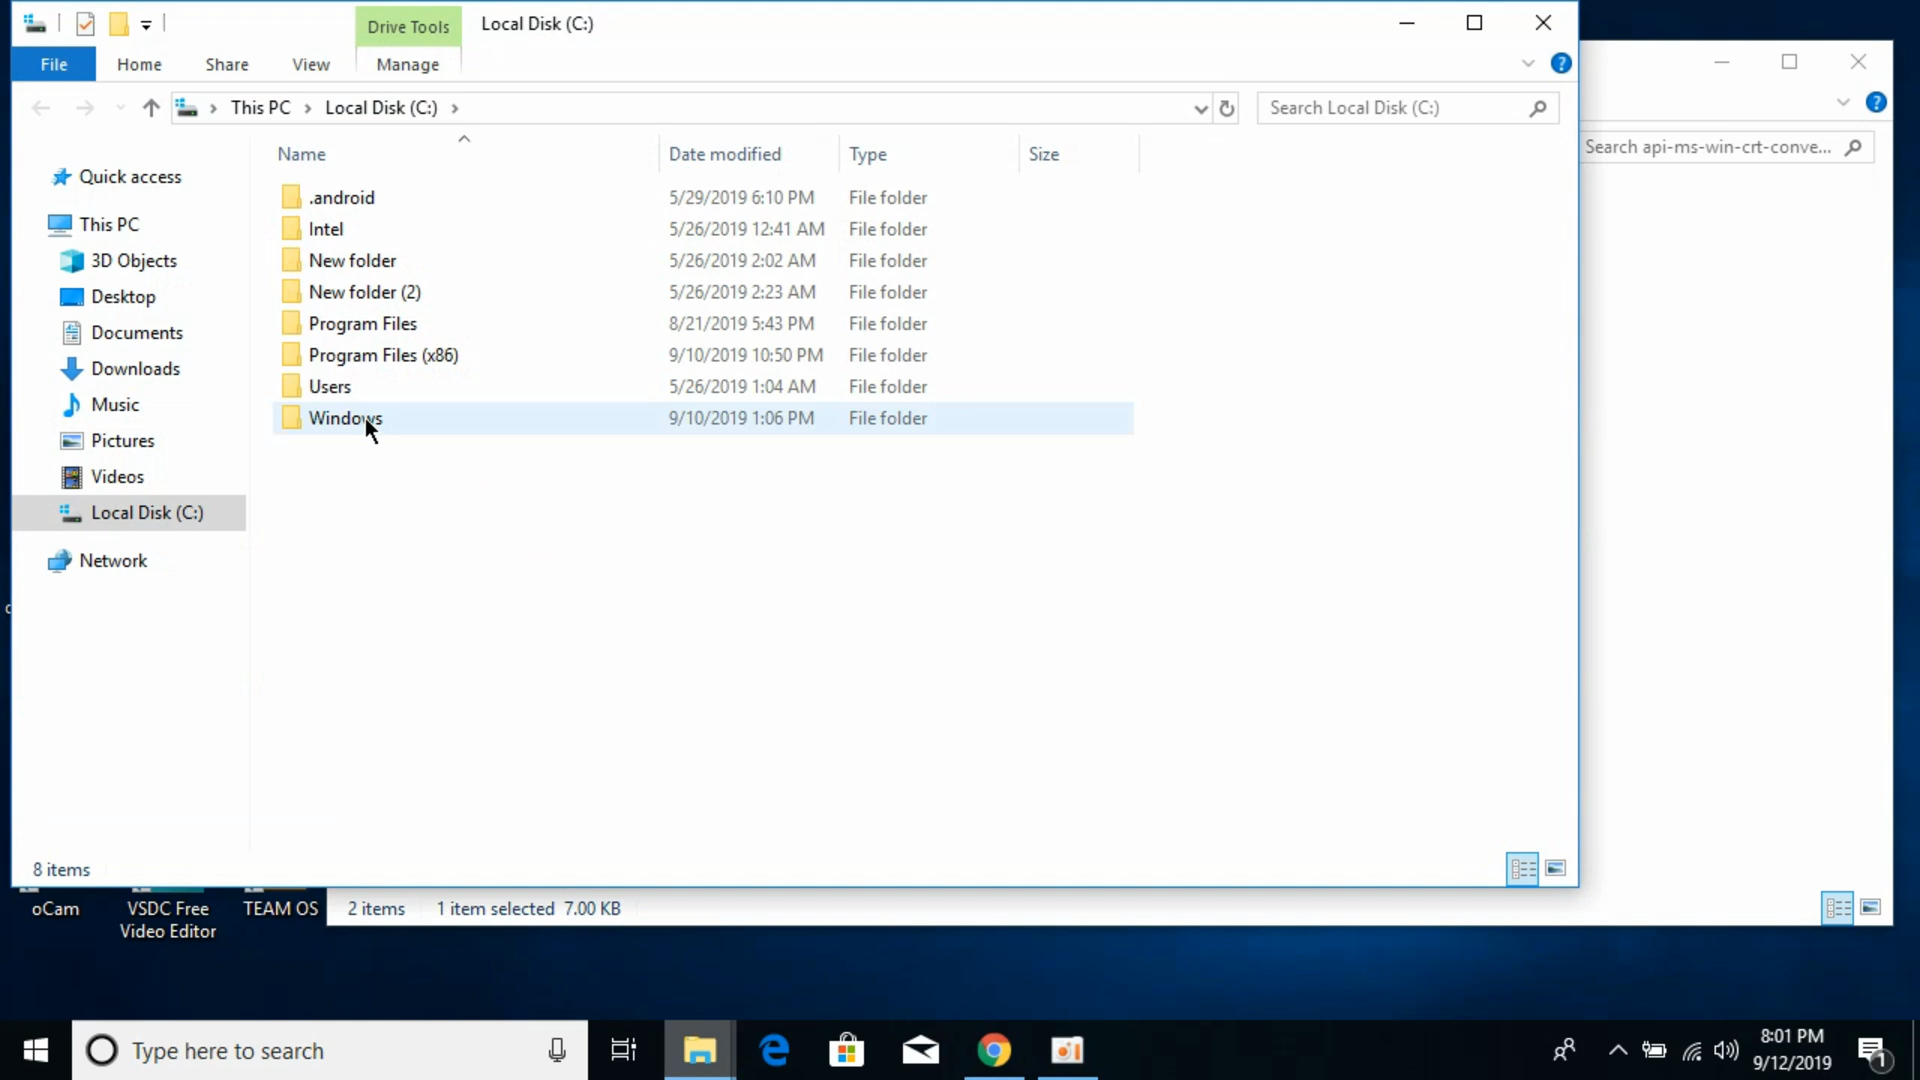 Drive Tools
Local Disk (C:)
File
Home
Share
View
Manage
This PC
Local Disk (C:)
Search Local Disk (C:)
Search api-ms-win-crt-conve...
Name
Date modified
Type
Size
Quick access
This PC
3D Objects
Desktop
Documents
Downloads
Music
Pictures
Videos
Local Disk (C:)
Network
.android 5/29/2019 6:10 PM File folder
Intel 5/26/2019 12:41 AM File folder
New folder 5/26/2019 2:02 AM File folder
New folder (2) 5/26/2019 2:23 AM File folder
Program Files 8/21/2019 5:43 PM File folder
Program Files (x86) 9/10/2019 10:50 PM File folder
Users 5/26/2019 1:04 AM File folder
Windows 9/10/2019 1:06 PM File folder
8 items
oCam
VSDC Free
Video Editor
TEAM OS
2 items
1 item selected 7.00 KB
Type here to search
8:01 PM
9/12/2019
1